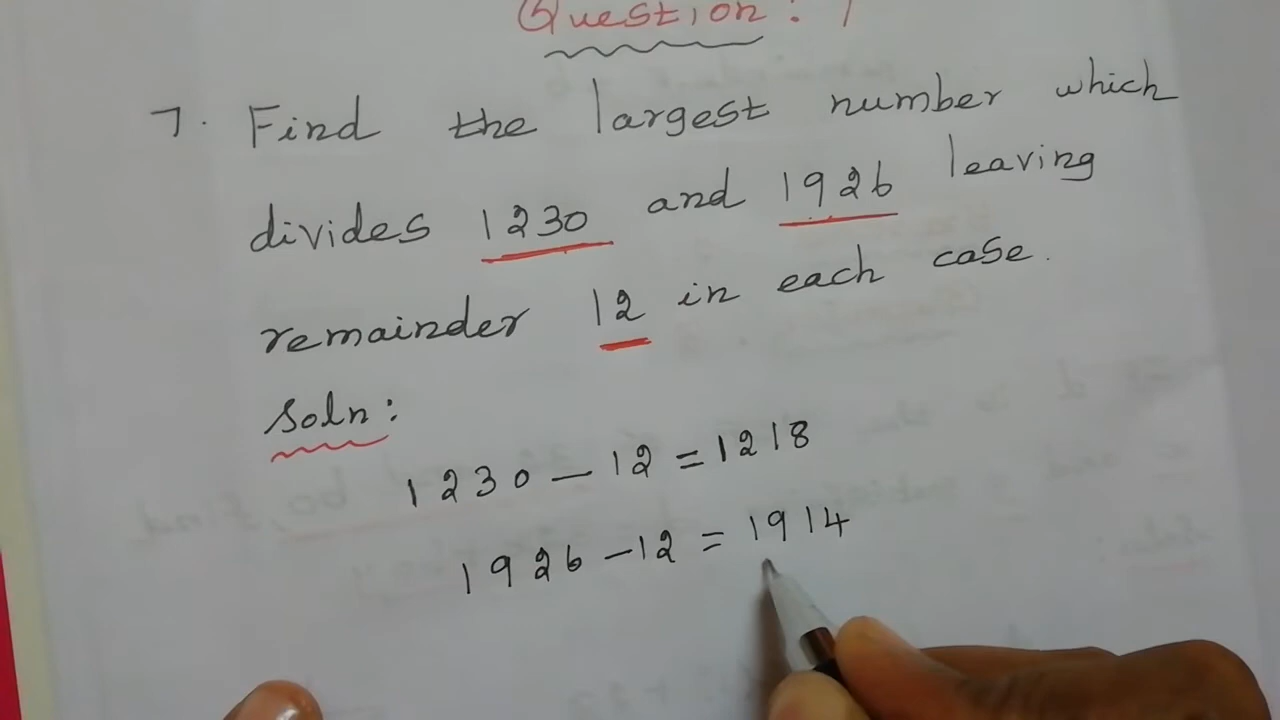 Question: 1
7. Find the largest number which
divides 1230 and 1926 leaving
remainder 12 in each case.
Soln:
1230 - 12 = 1218
1926 - 12 = 1914